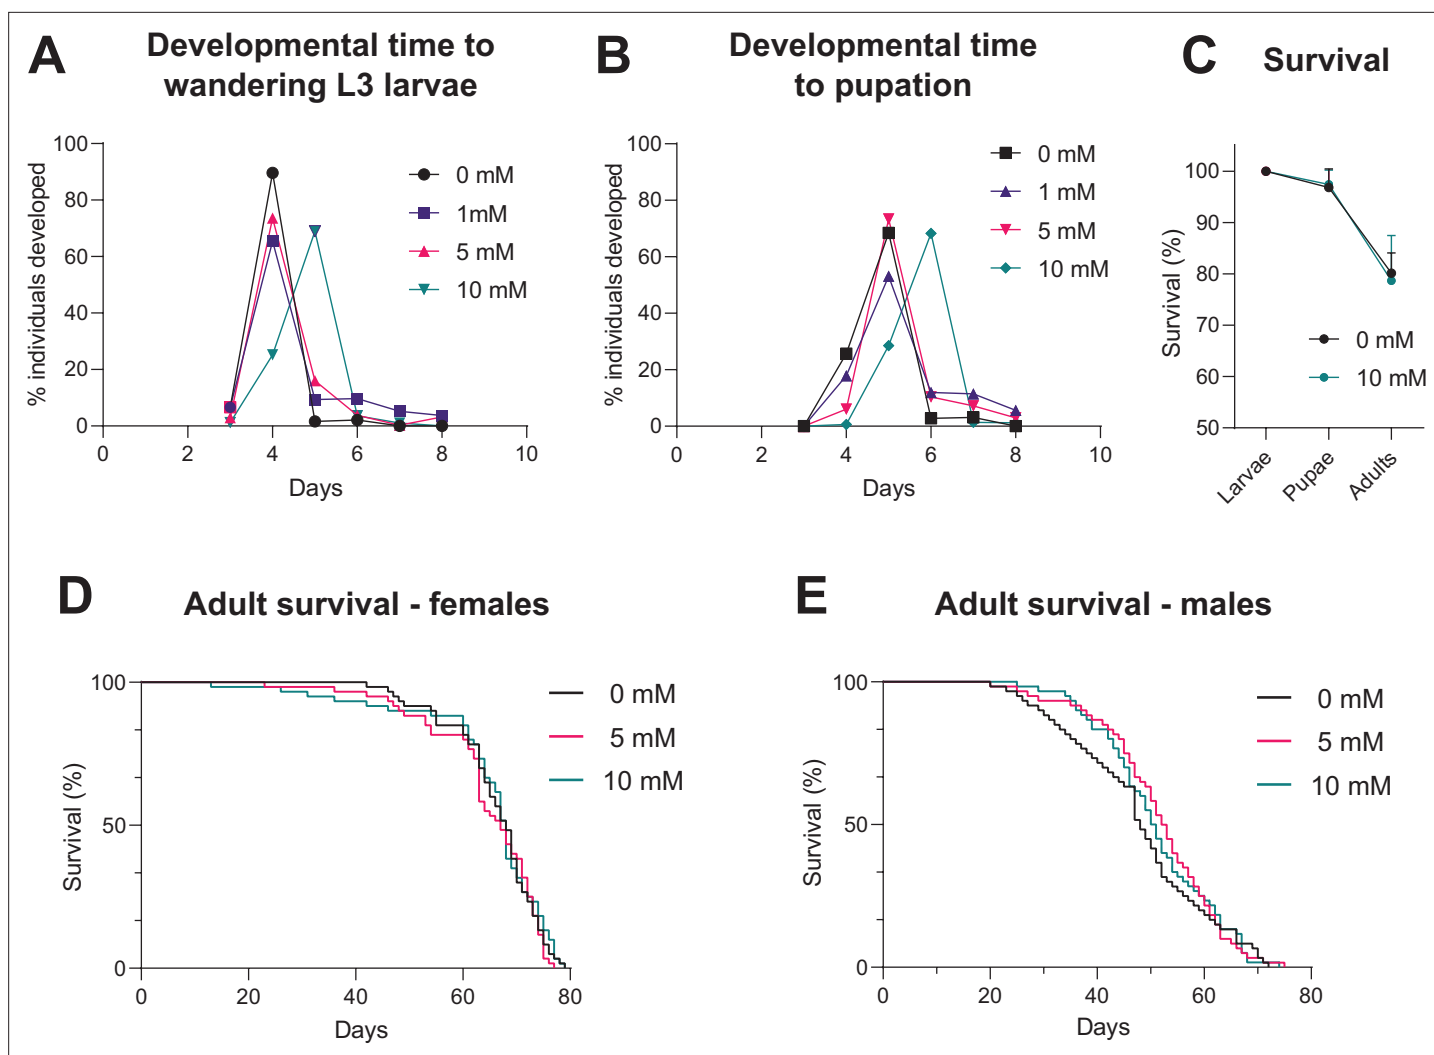 A
Developmental time to
wandering L3 larvae
% individuals developed
100
80
60
40
20
0
0
2
4
6
8
10
Days
0 mM
1mM
5 mM
10 mM
B
Developmental time
to pupation
% individuals developed
100
80
60
40
20
0
0
2
4
6
8
10
Days
0 mM
1 mM
5 mM
10 mM
C
Survival
Survival (%)
100
90
80
70
60
50
Larvae
Pupae
Adults
0 mM
10 mM
D
Adult survival - females
Survival (%)
100
50
0
0
20
40
60
80
Days
0 mM
5 mM
10 mM
E
Adult survival - males
Survival (%)
100
50
0
0
20
40
60
80
Days
0 mM
5 mM
10 mM